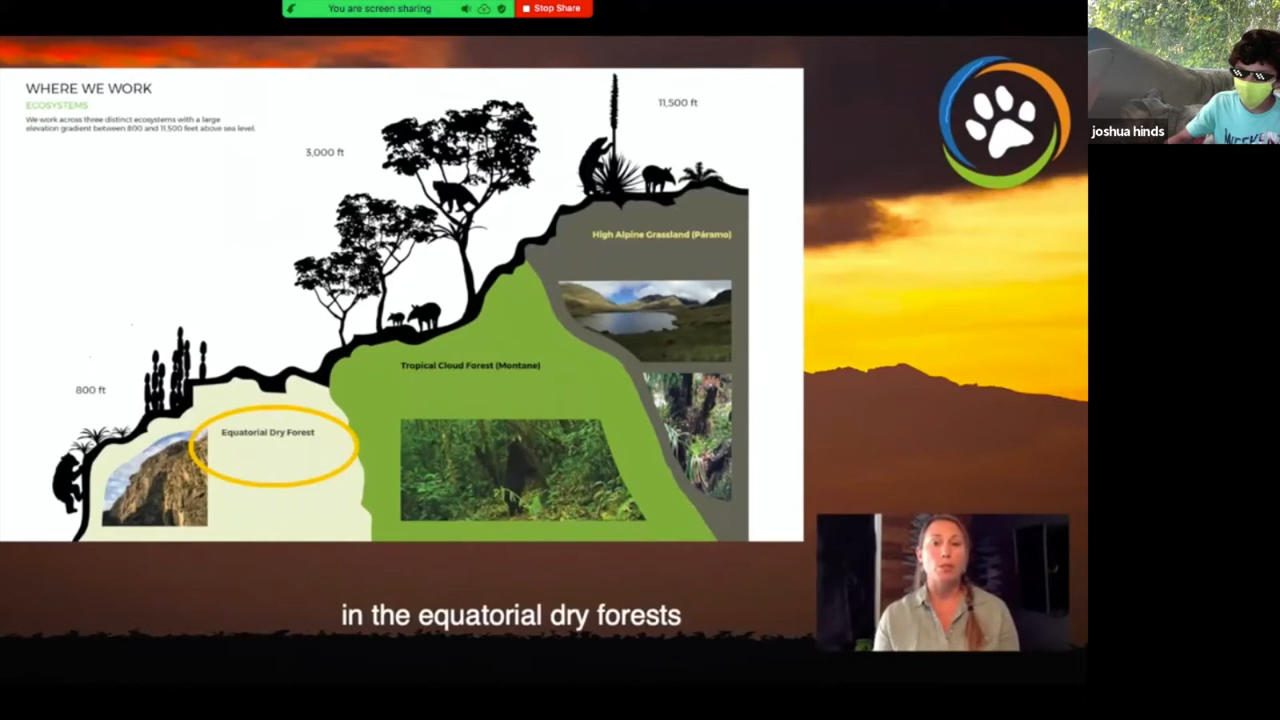 You are screen sharing
Stop Share
WHERE WE WORK
ECOSYSTEMS
We work across three distinct ecosystems with a large
elevation gradient between 800 and 11,500 feet above sea level.
11,500 ft
3,000 ft
joshua hinds
WEEKE
High Alpine Grassland (Páramo)
Tropical Cloud Forest (Montane)
800 ft
Equatorial Dry Forest
in the equatorial dry forests